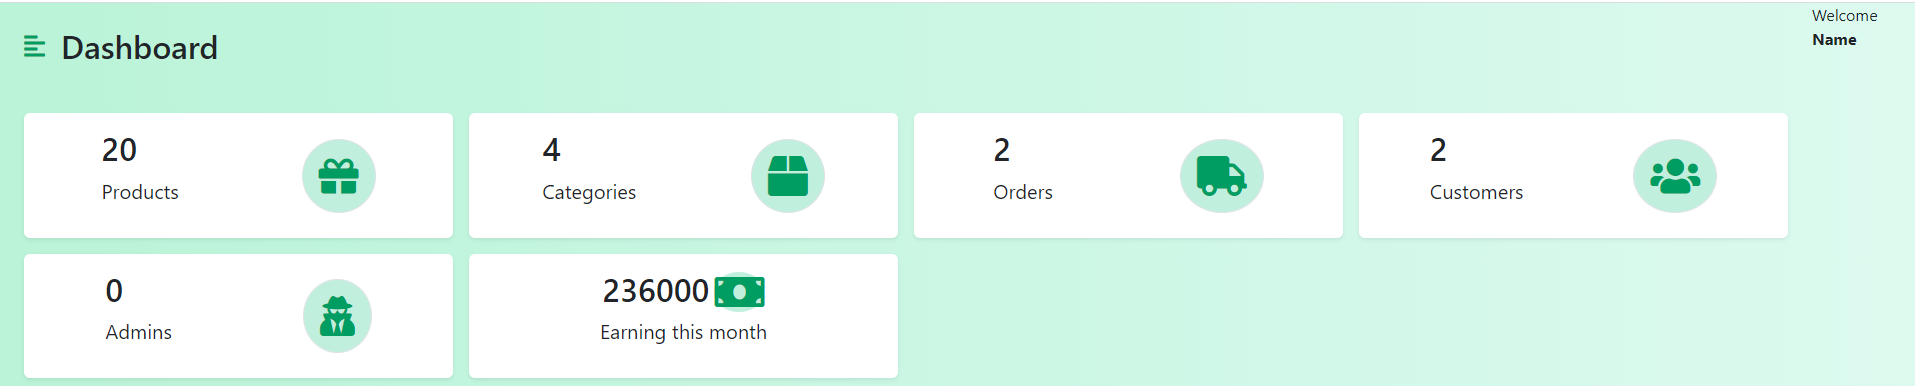 Welcome
Name
Dashboard
20
Products
4
Categories
2
Orders
2
Customers
0
Admins
236000
Earning this month